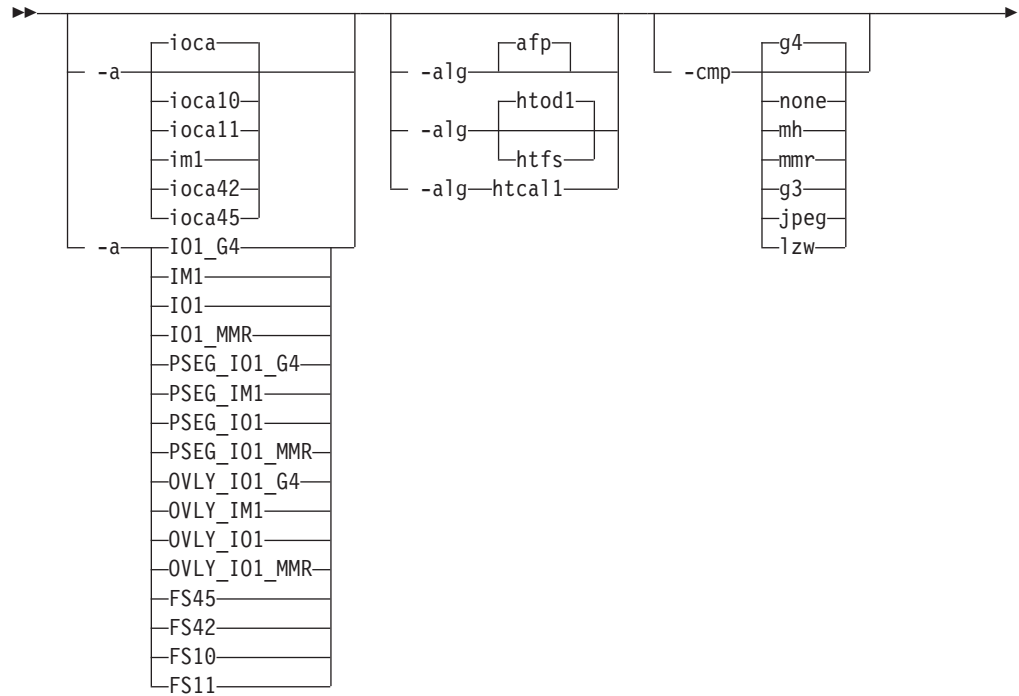 ioca afp g4
-a -alg -cmp
ioca10 htod1 none
ioca11 -alg mh
im1 htfs mmr
ioca42 -alg htcal1 g3
ioca45 jpeg
-a IO1_G4 lzw
IM1
IO1
IO1_MMR
PSEG_IO1_G4
PSEG_IM1
PSEG_IO1
PSEG_IO1_MMR
OVLY_IO1_G4
OVLY_IM1
OVLY_IO1
OVLY_IO1_MMR
FS45
FS42
FS10
FS11